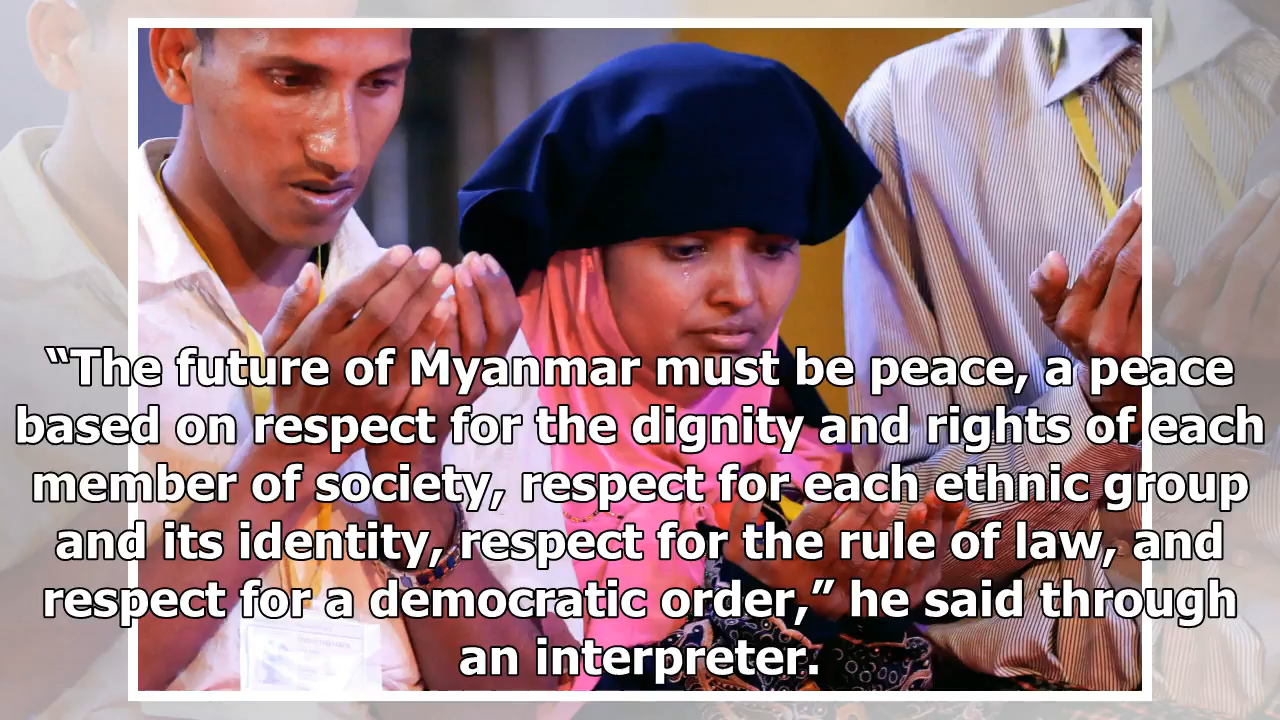 “The future of Myanmar must be peace, a peace
based on respect for the dignity and rights of each
member of society, respect for each ethnic group
and its identity, respect for the rule of law, and
respect for a democratic order,” he said through
an interpreter.